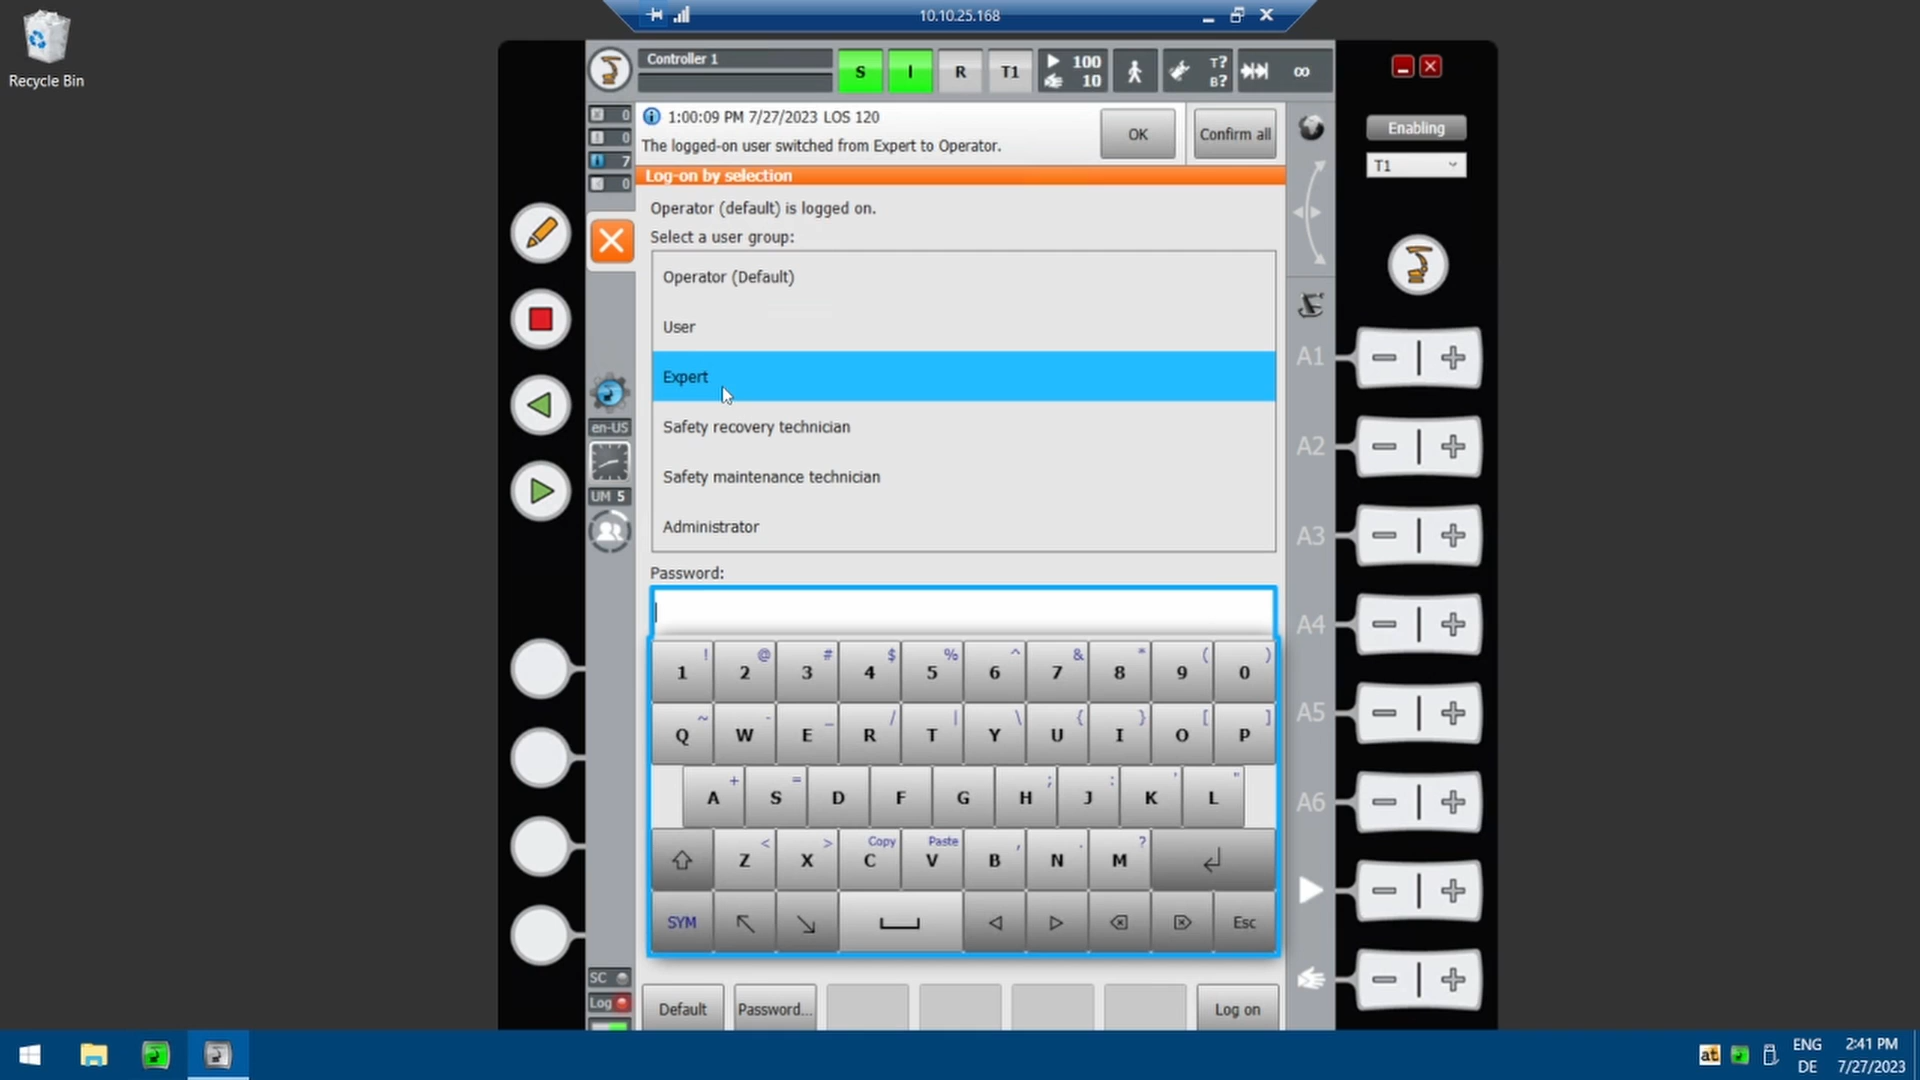 10.10.25.168
Recycle Bin
Controller 1
S
I
R
T1
100
10
T?
B?
∞
0
0
7
0
1:00:09 PM 7/27/2023 LOS 120
The logged-on user switched from Expert to Operator.
OK
Confirm all
Enabling
T1
Log-on by selection
Operator (default) is logged on.
Select a user group:
Operator (Default)
User
Expert
Safety recovery technician
Safety maintenance technician
Administrator
en-US
UM 5
Password:
! @ # $ % ^ & * ( )
1 2 3 4 5 6 7 8 9 0
~ - _ / | \ { } [ ]
Q W E R T Y U I O P
+ = ; : ' "
A S D F G H J K L
< > Copy Paste , . ?
Z X C V B N M
SYM
Esc
A1
A2
A3
A4
A5
A6
SC
Log
Default
Password...
Log on
at
ENG
DE
2:41 PM
7/27/2023